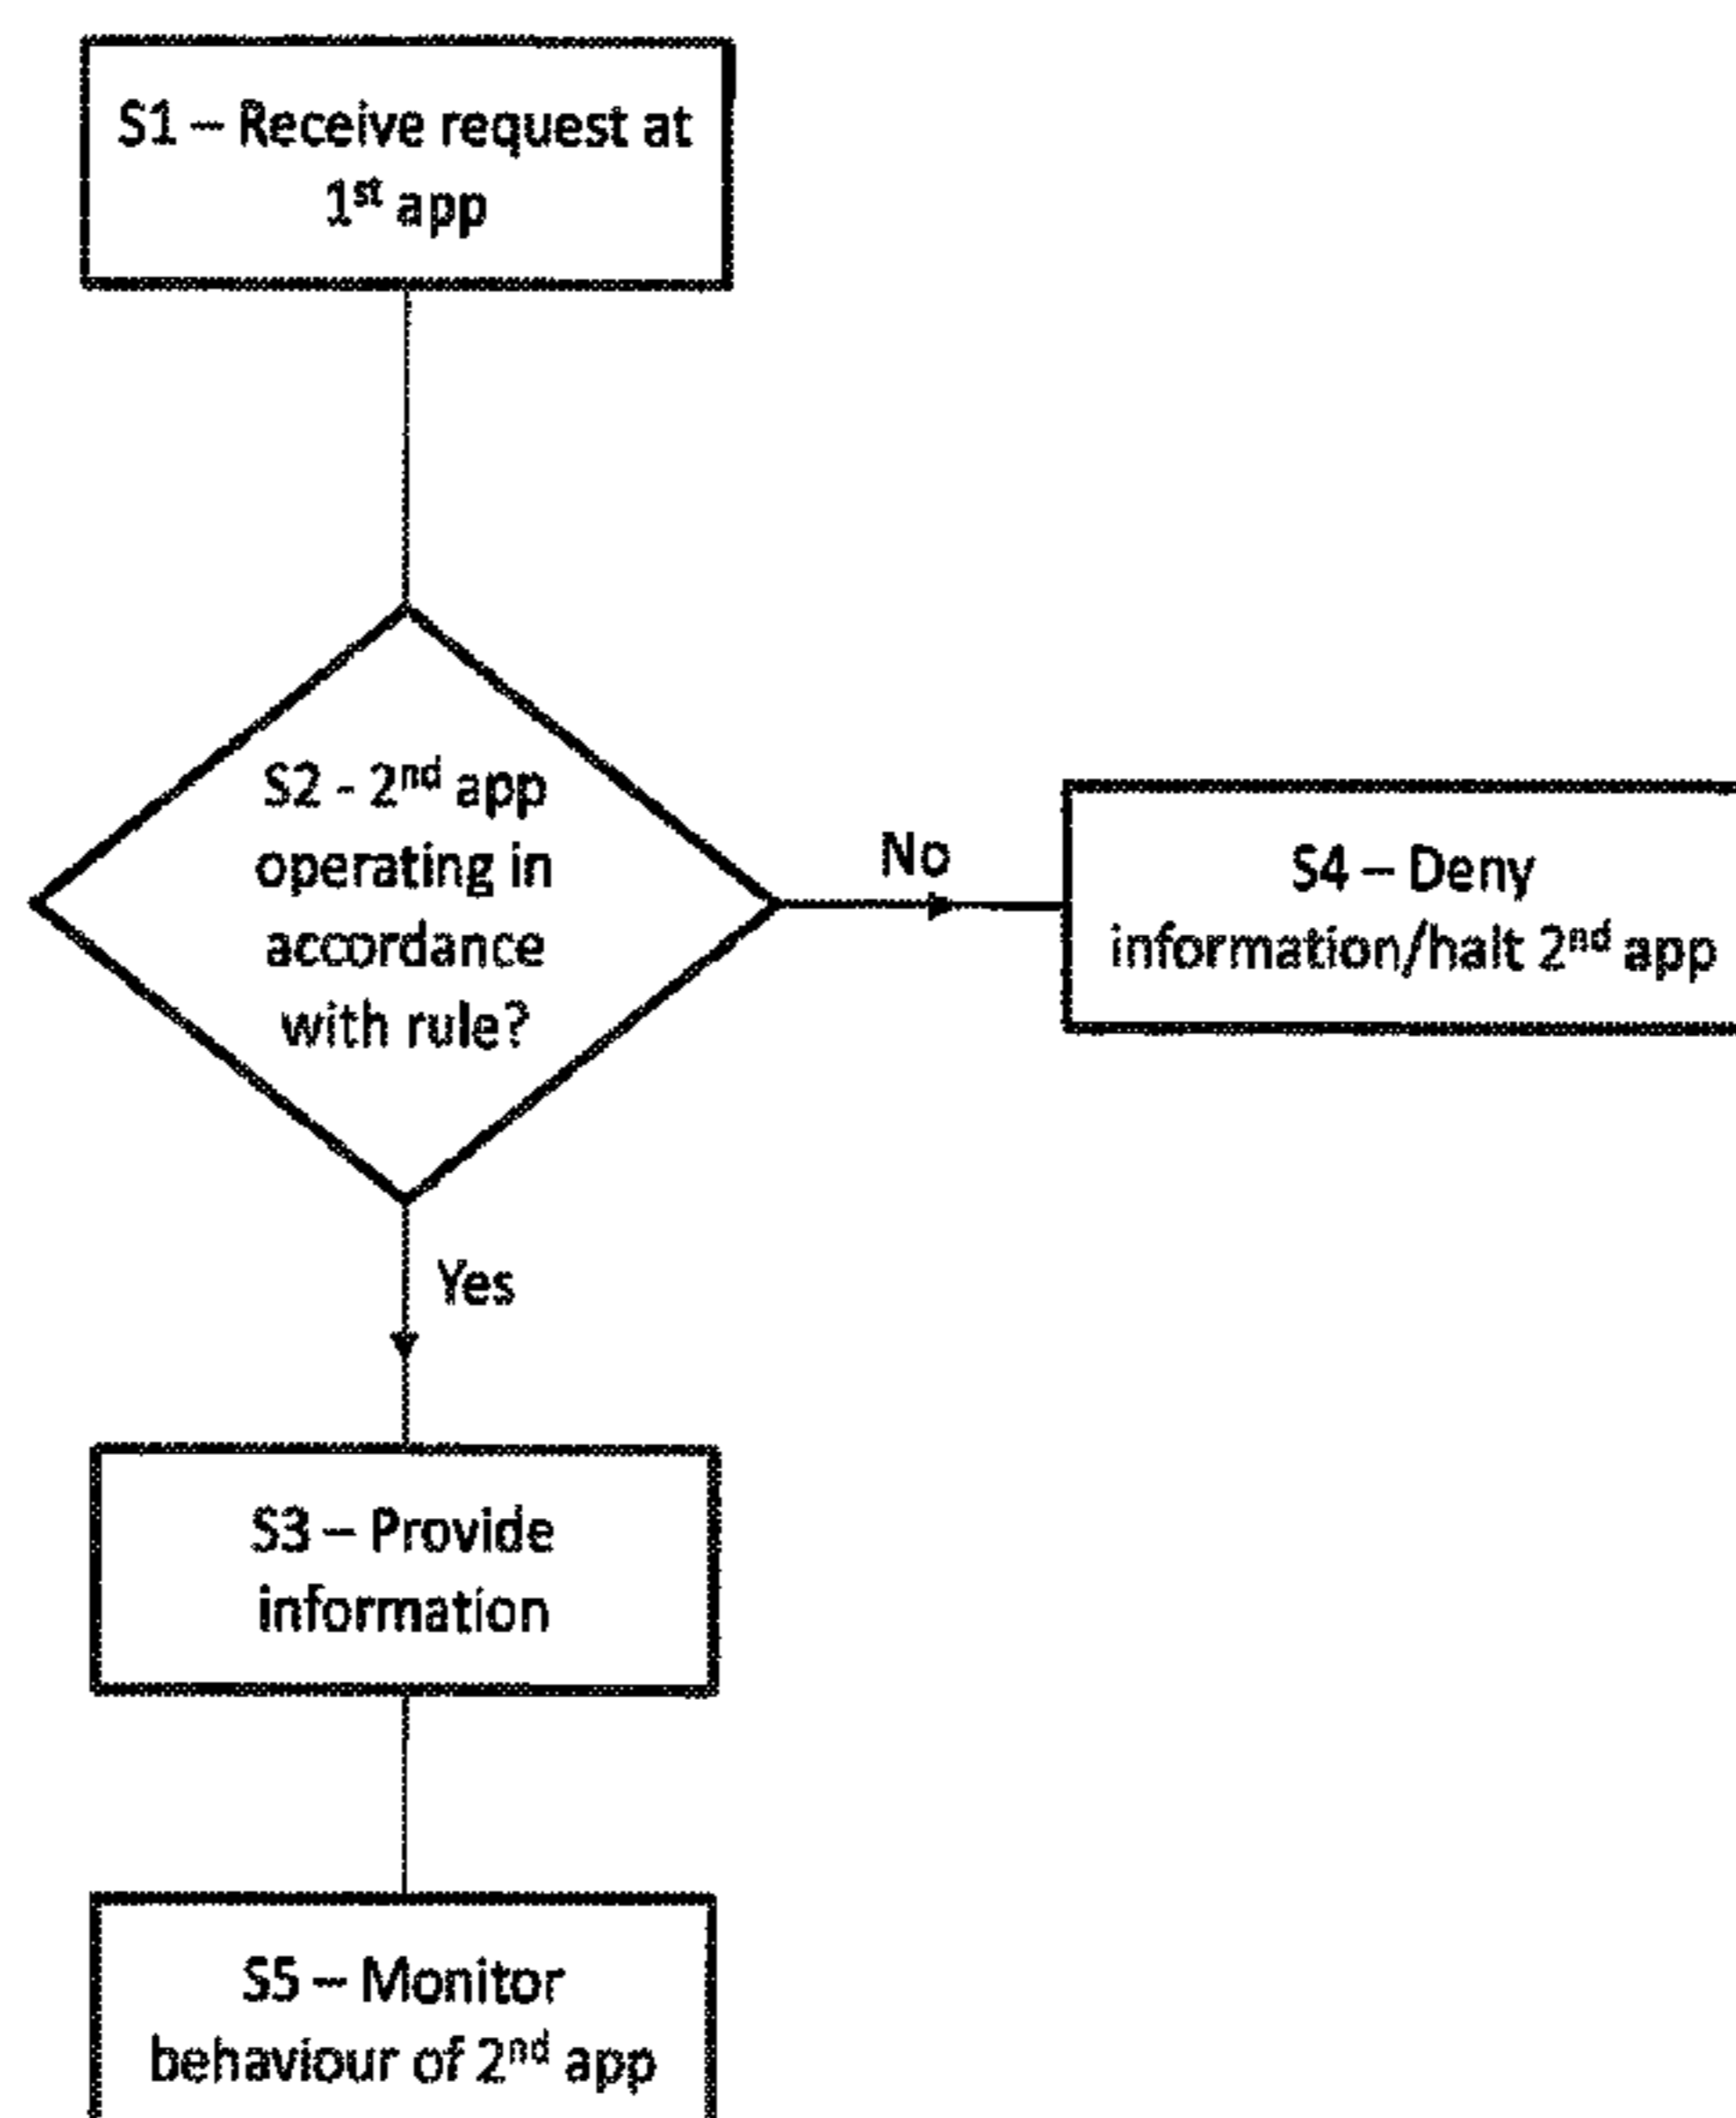 S1 – Receive request at
1st app
S2 - 2nd app
operating in
accordance
with rule?
No
S4 – Deny
information/halt 2nd app
Yes
S3 – Provide
information
S5 – Monitor
behaviour of 2nd app